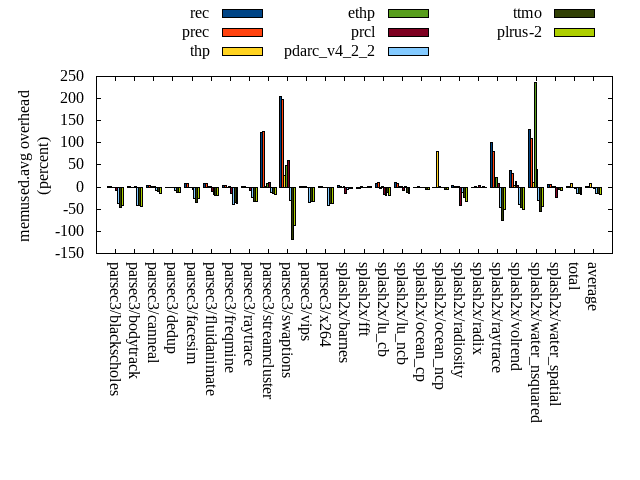 rec ethp ttmo
prec prcl plrus-2
thp pdarc_v4_2_2
memused.avg overhead
(percent)
250
200
150
100
50
0
-50
-100
-150
parsec3/blackscholes
parsec3/bodytrack
parsec3/canneal
parsec3/dedup
parsec3/facesim
parsec3/fluidanimate
parsec3/freqmine
parsec3/raytrace
parsec3/streamcluster
parsec3/swaptions
parsec3/vips
parsec3/x264
splash2x/barnes
splash2x/fft
splash2x/lu_cb
splash2x/lu_ncb
splash2x/ocean_cp
splash2x/ocean_ncp
splash2x/radiosity
splash2x/radix
splash2x/raytrace
splash2x/volrend
splash2x/water_nsquared
splash2x/water_spatial
total
average